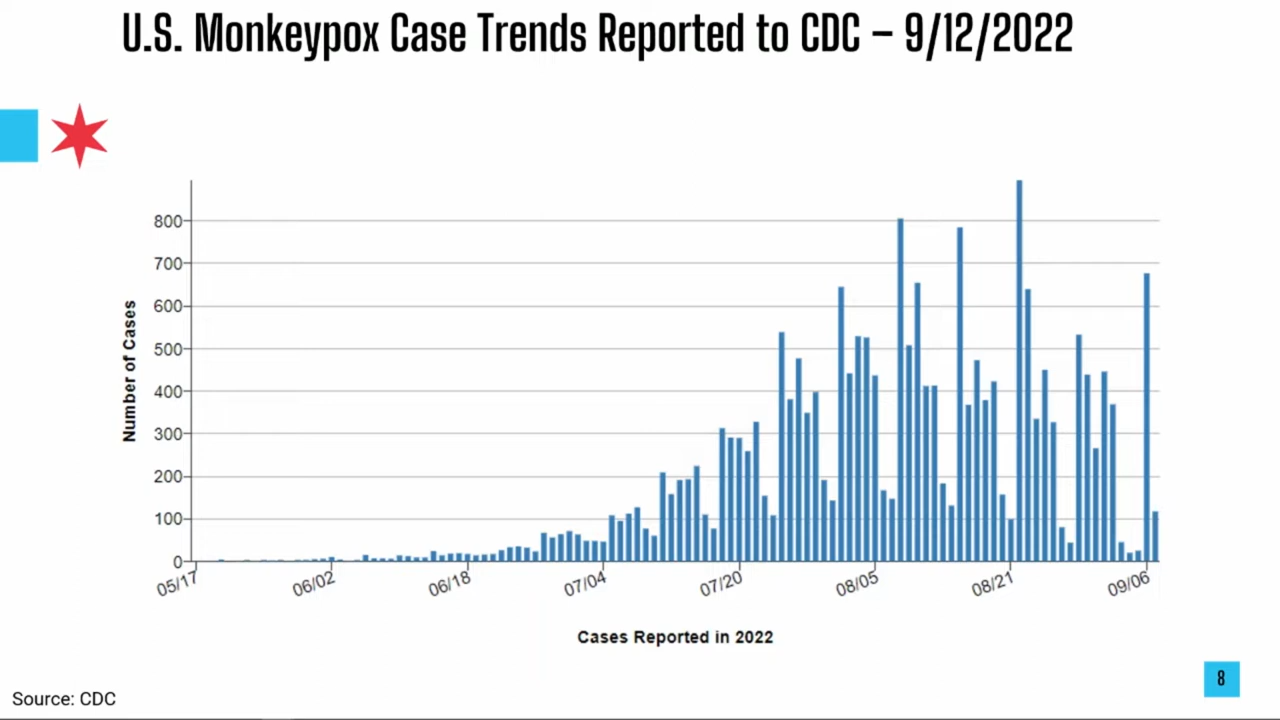 U.S. Monkeypox Case Trends Reported to CDC – 9/12/2022
Number of Cases
800
700
600
500
400
300
200
100
0
05/17 06/02 06/18 07/04 07/20 08/05 08/21 09/06
Cases Reported in 2022
8
Source: CDC